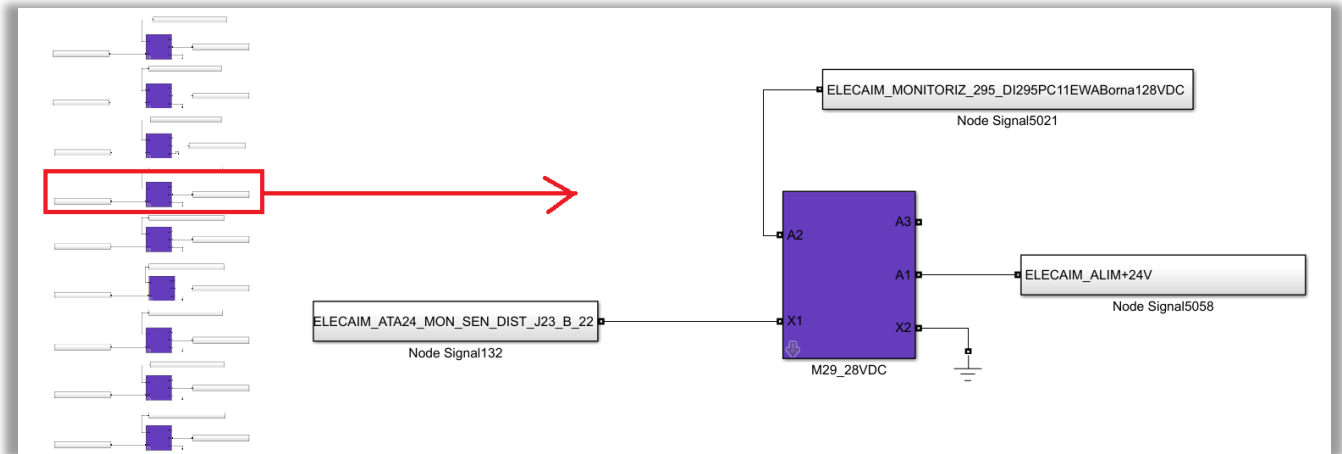 ELECAIM_MONITORIZ_295_DI295PC11EWABorna128VDC
Node Signal5021
A3
A2
A1
ELECAIM_ALIM+24V
Node Signal5058
ELECAIM_ATA24_MON_SEN_DIST_J23_B_22
Node Signal132
X1
X2
M29_28VDC